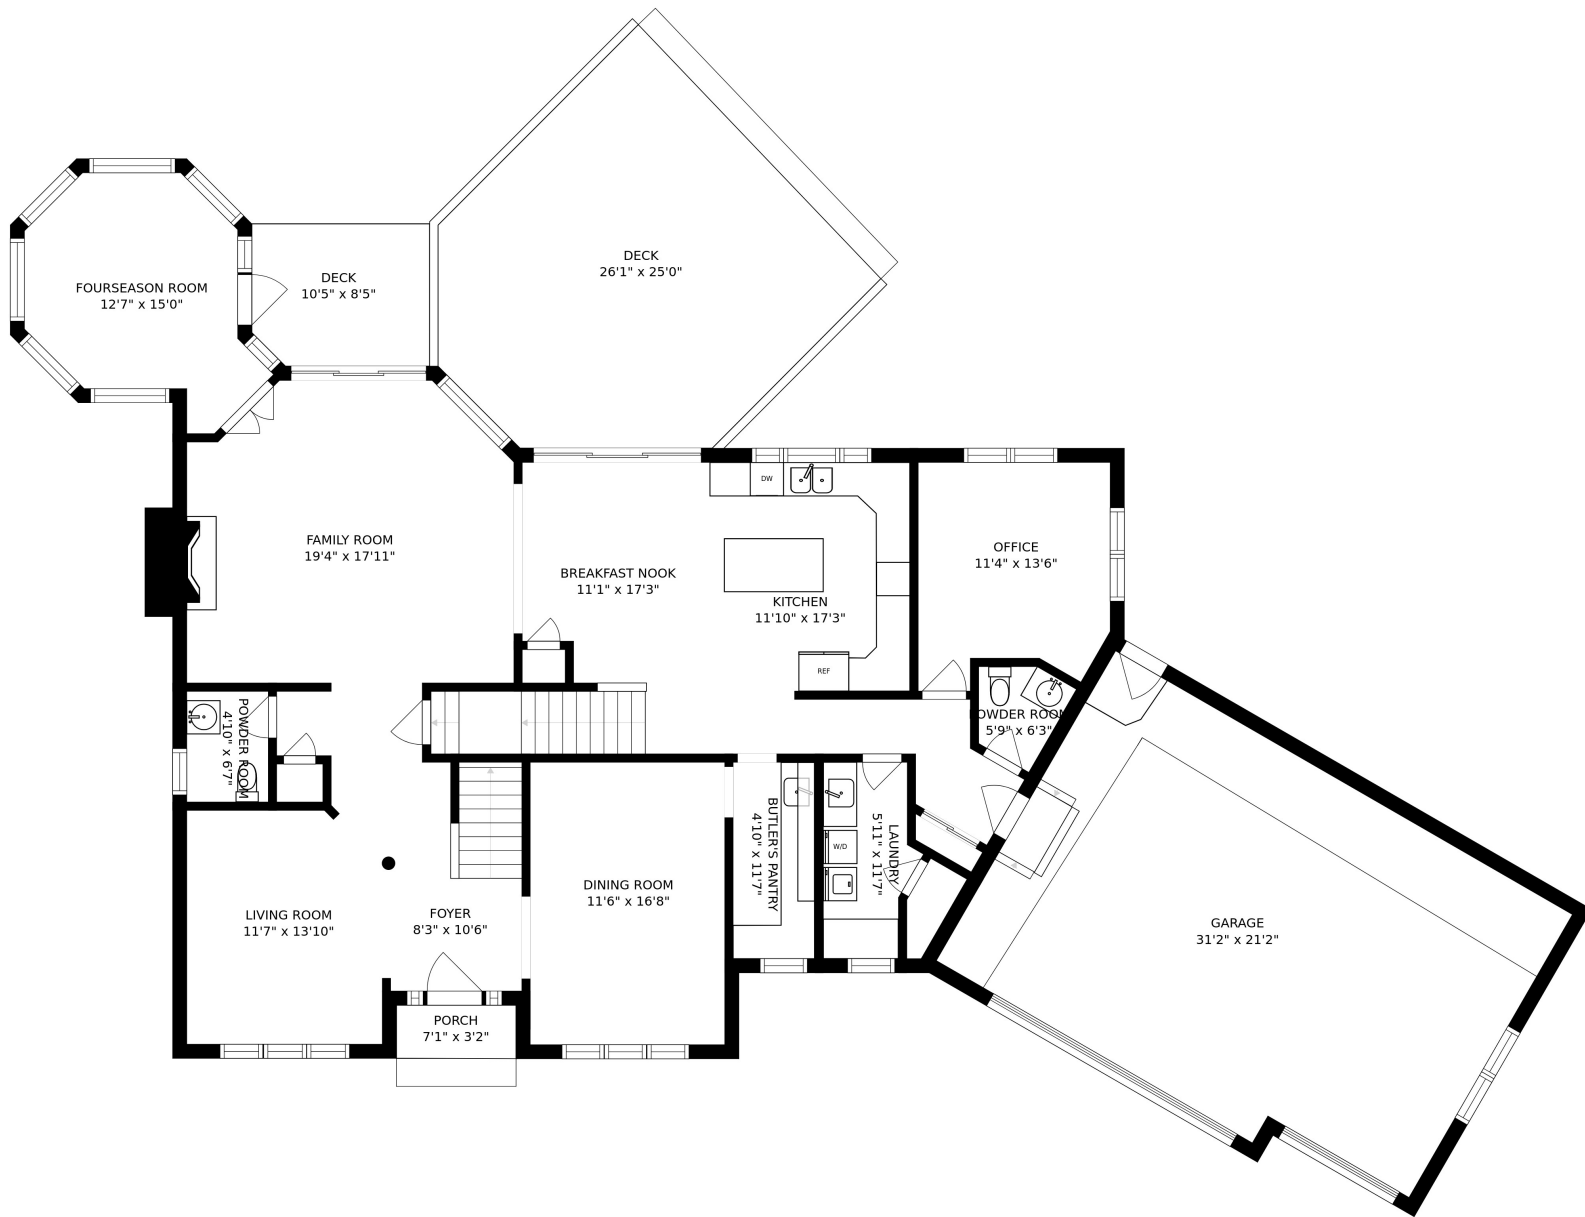 DECK
26'1" x 25'0"
DECK
10'5" x 8'5"
FOURSEASON ROOM
12'7" x 15'0"
DW
FAMILY ROOM
19'4" x 17'11"
OFFICE
11'4" x 13'6"
BREAKFAST NOOK
11'1" x 17'3"
KITCHEN
11'10" x 17'3"
REF
POWDER ROOM
5'9" x 6'3"
POWDER ROOM
4'10" x 6'7"
BUTLER'S PANTRY
4'10" x 11'7"
LAUNDRY
5'11" x 11'7"
W/D
DINING ROOM
11'6" x 16'8"
LIVING ROOM
11'7" x 13'10"
FOYER
8'3" x 10'6"
GARAGE
31'2" x 21'2"
PORCH
7'1" x 3'2"